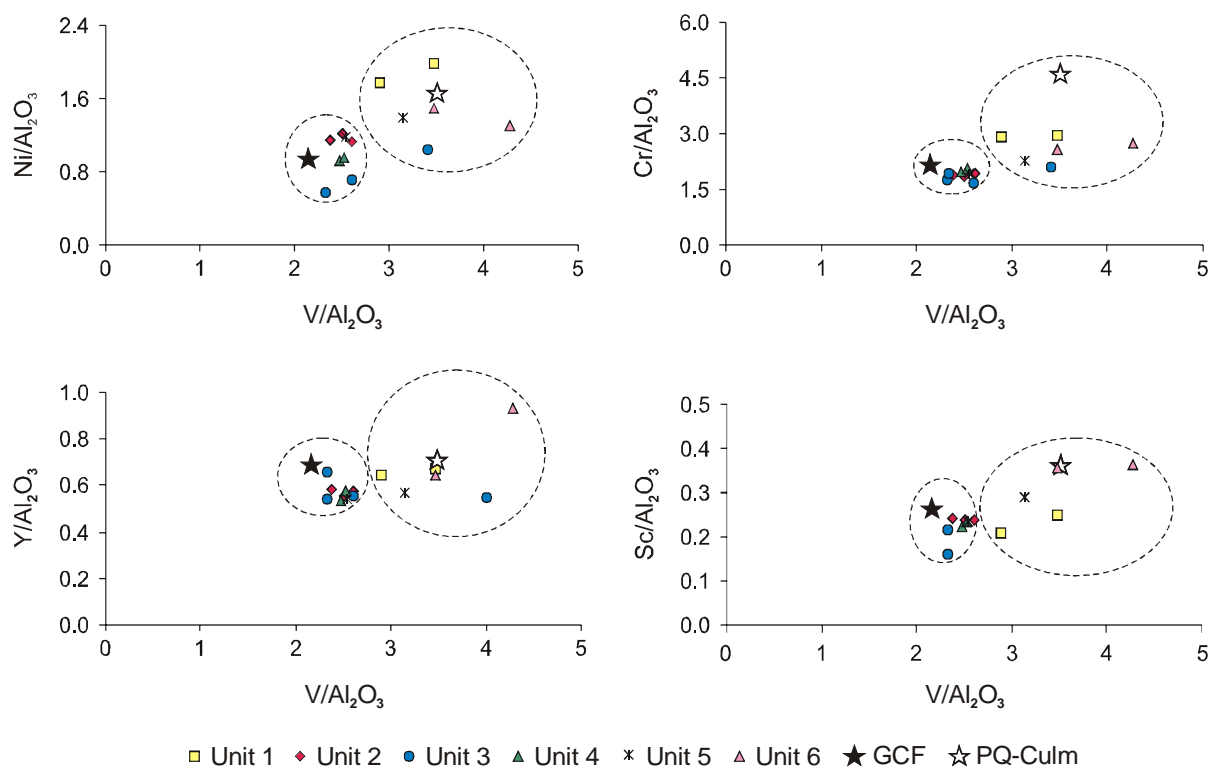 Ni/Al₂O₃
2.4
1.6
0.8
0.0
0 1 2 3 4 5
V/Al₂O₃
Cr/Al₂O₃
6.0
4.5
3.0
1.5
0.0
0 1 2 3 4 5
V/Al₂O₃
Y/Al₂O₃
1.0
0.8
0.6
0.4
0.2
0.0
0 1 2 3 4 5
V/Al₂O₃
Sc/Al₂O₃
0.5
0.4
0.3
0.2
0.1
0.0
0 1 2 3 4 5
V/Al₂O₃
Unit 1 Unit 2 Unit 3 Unit 4 Unit 5 Unit 6 GCF PQ-Culm